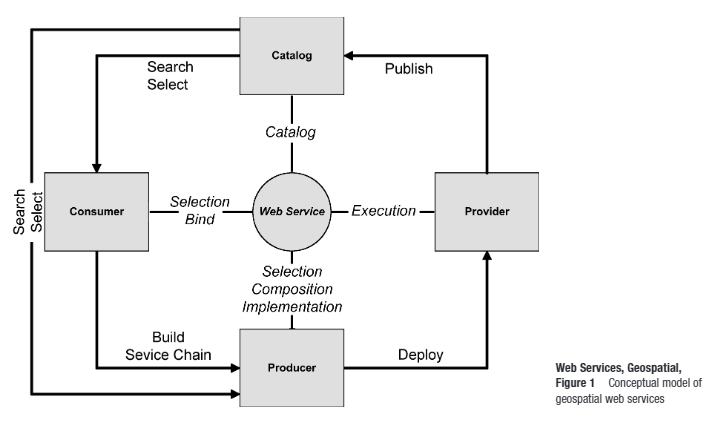 Catalog
Search
Select
Publish
Catalog
Search
Select
Consumer
Selection
Bind
Web Service
Execution
Provider
Selection
Composition
Implementation
Build
Sevice Chain
Producer
Deploy
Web Services, Geospatial,
Figure 1 Conceptual model of
geospatial web services